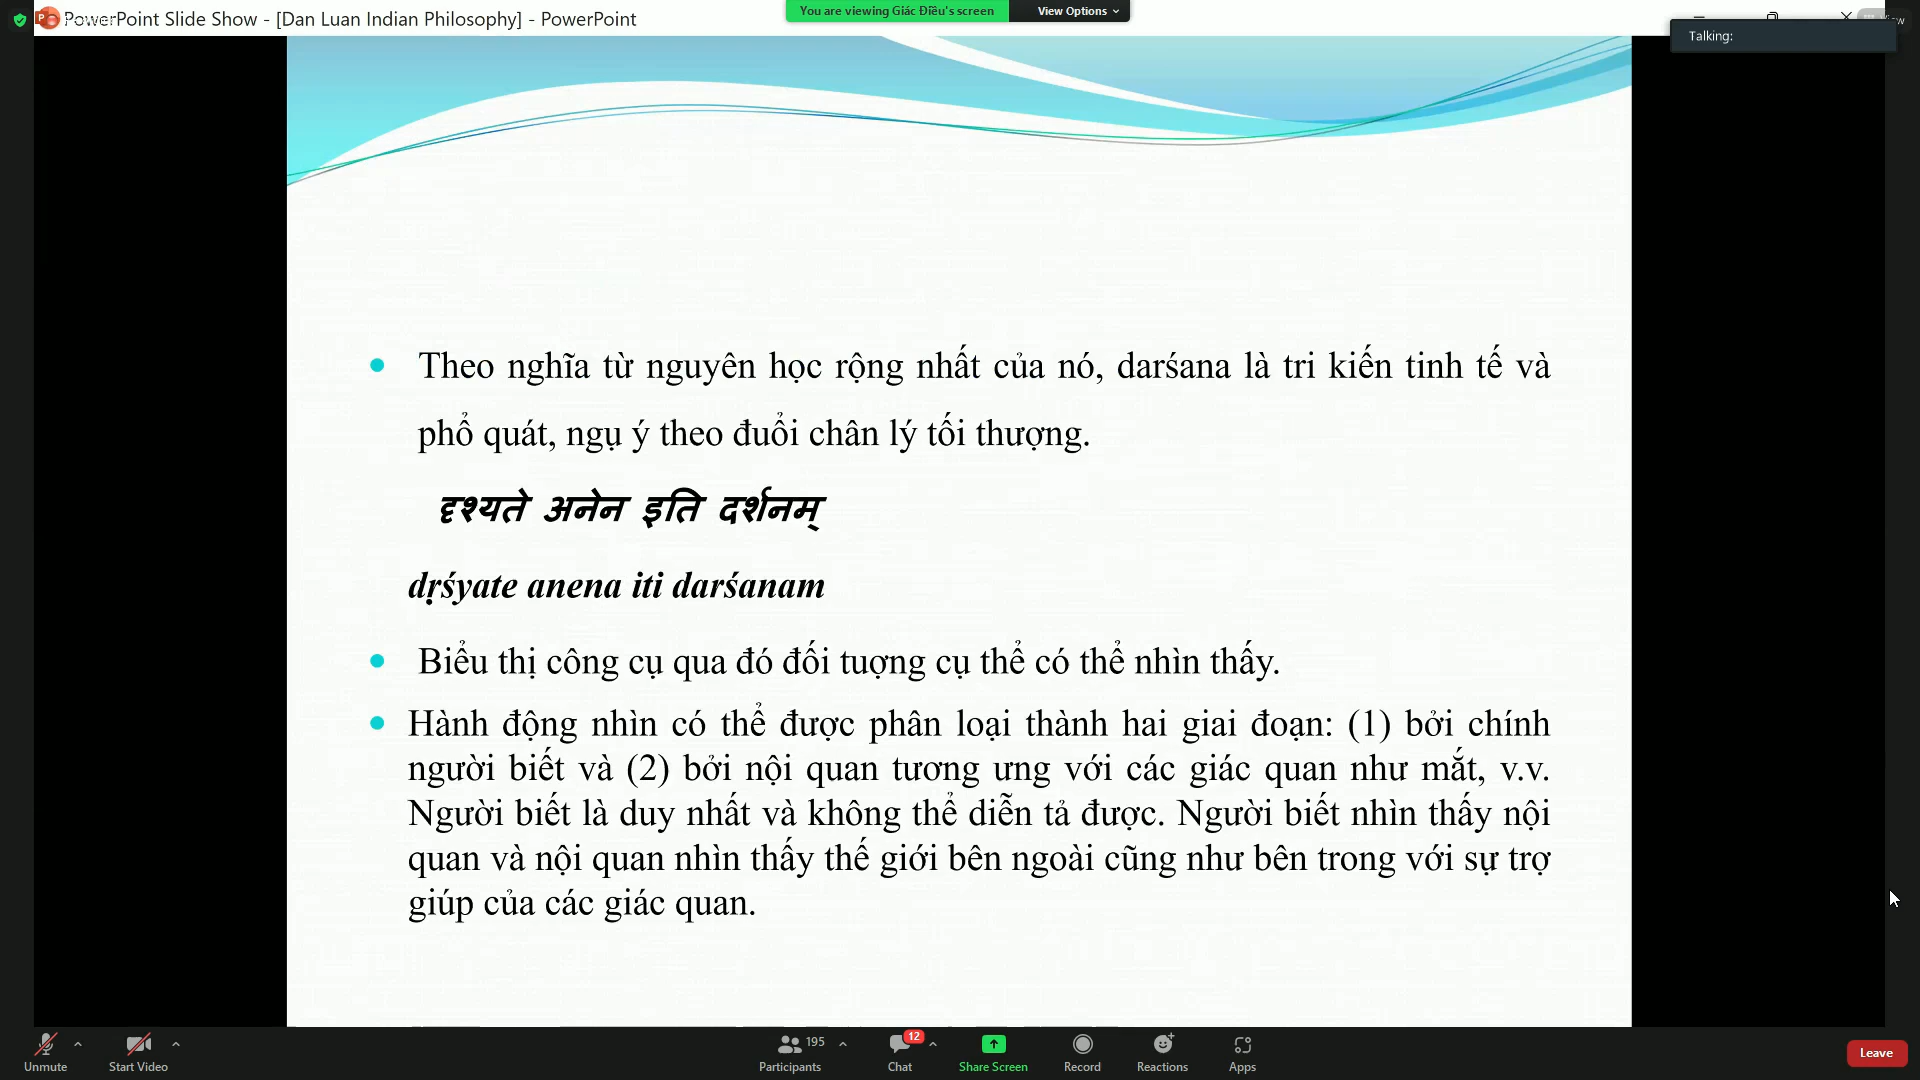 PowerPoint Slide Show - [Dan Luan Indian Philosophy] - PowerPoint
You are viewing Giác Điều's screen
View Options
Talking:
Theo nghĩa từ nguyên học rộng nhất của nó, darśana là tri kiến tinh tế và
phổ quát, ngụ ý theo đuổi chân lý tối thượng.
दृश्यते अनेन इति दर्शनम्
dṛśyate anena iti darśanam
Biểu thị công cụ qua đó đối tuợng cụ thể có thể nhìn thấy.
Hành động nhìn có thể được phân loại thành hai giai đoạn: (1) bởi chính
người biết và (2) bởi nội quan tương ưng với các giác quan như mắt, v.v.
Người biết là duy nhất và không thể diễn tả được. Người biết nhìn thấy nội
quan và nội quan nhìn thấy thế giới bên ngoài cũng như bên trong với sự trợ
giúp của các giác quan.
Unmute
Start Video
195
Participants
12
Chat
Share Screen
Record
Reactions
Apps
Leave